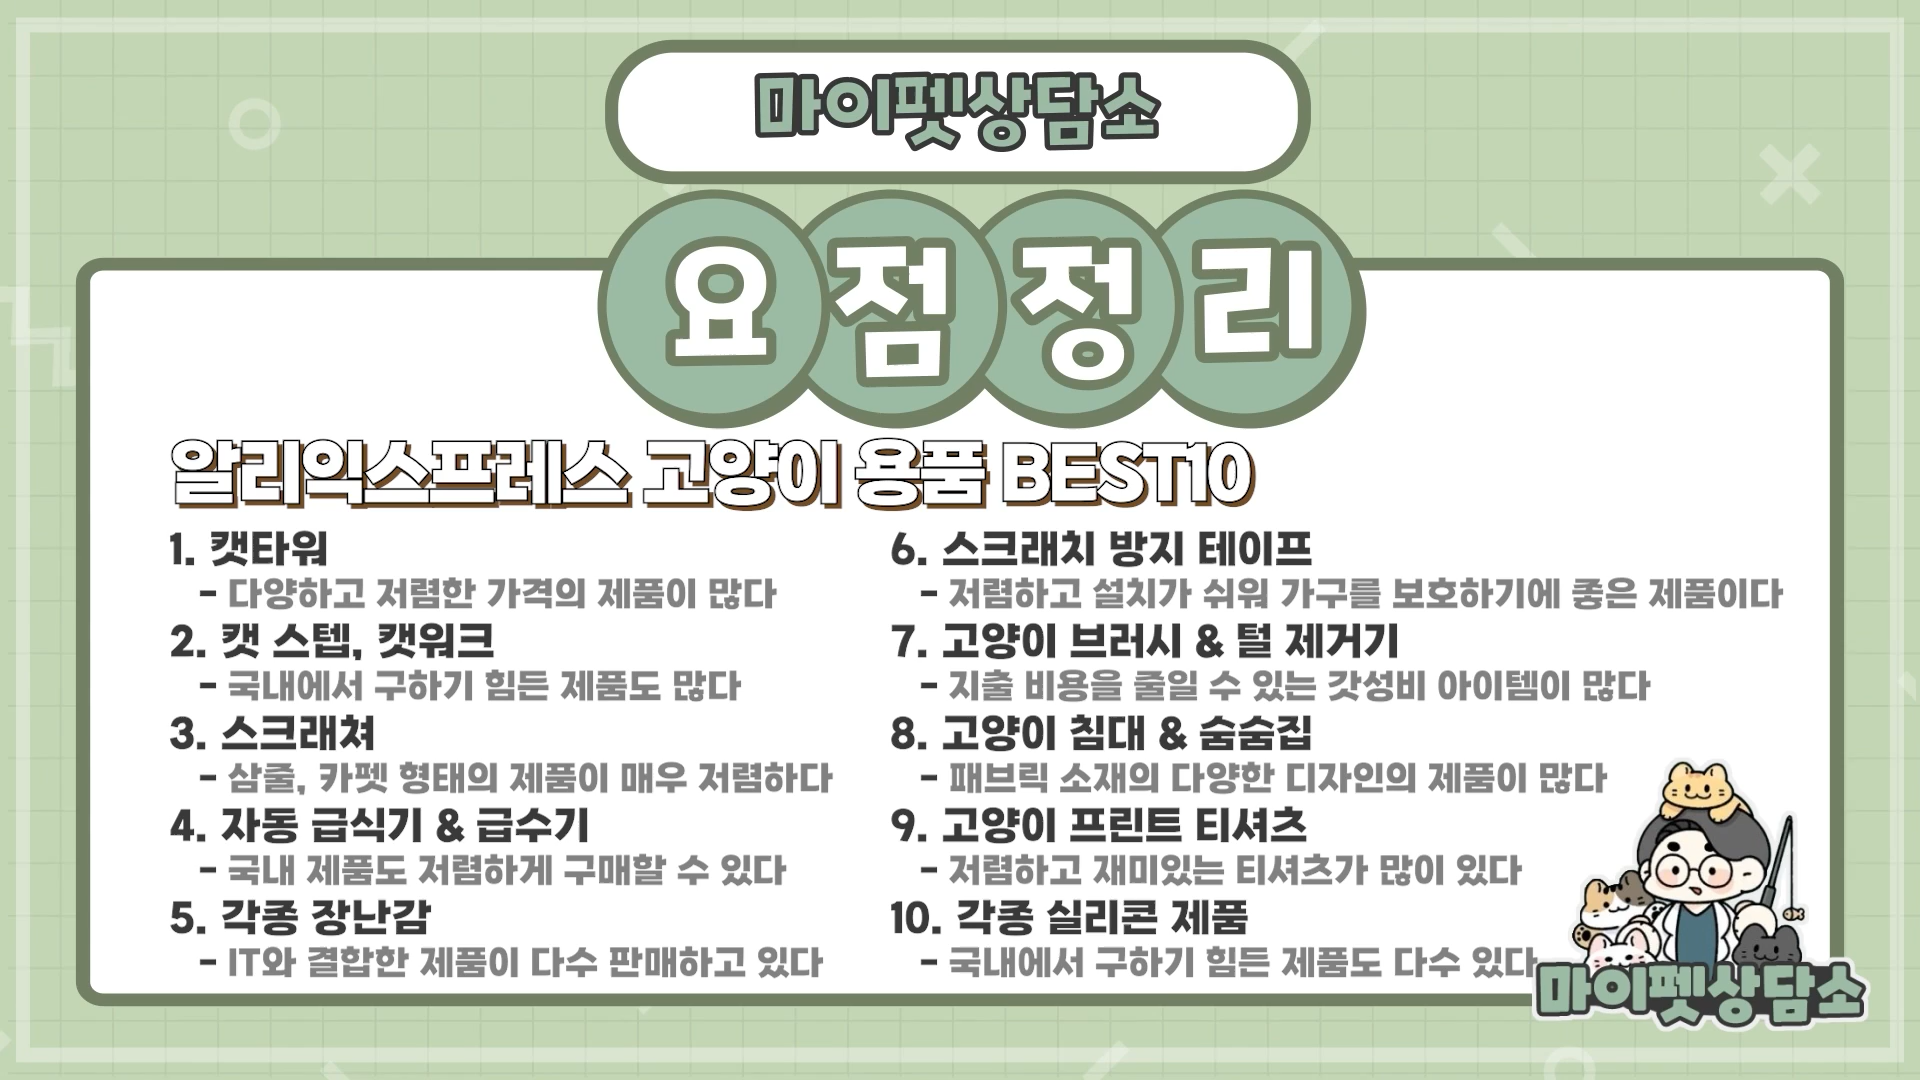 마이펫상담소
요점정리
알리익스프레스 고양이 용품 BEST10
1. 캣타워
- 다양하고 저렴한 가격의 제품이 많다
2. 캣 스텝, 캣워크
- 국내에서 구하기 힘든 제품도 많다
3. 스크래쳐
- 삼줄, 카펫 형태의 제품이 매우 저렴하다
4. 자동 급식기 & 급수기
- 국내 제품도 저렴하게 구매할 수 있다
5. 각종 장난감
- IT와 결합한 제품이 다수 판매하고 있다
6. 스크래치 방지 테이프
- 저렴하고 설치가 쉬워 가구를 보호하기에 좋은 제품이다
7. 고양이 브러시 & 털 제거기
- 지출 비용을 줄일 수 있는 갓성비 아이템이 많다
8. 고양이 침대 & 숨숨집
- 패브릭 소재의 다양한 디자인의 제품이 많다
9. 고양이 프린트 티셔츠
- 저렴하고 재미있는 티셔츠가 많이 있다
10. 각종 실리콘 제품
- 국내에서 구하기 힘든 제품도 다수 있다
마이펫상담소